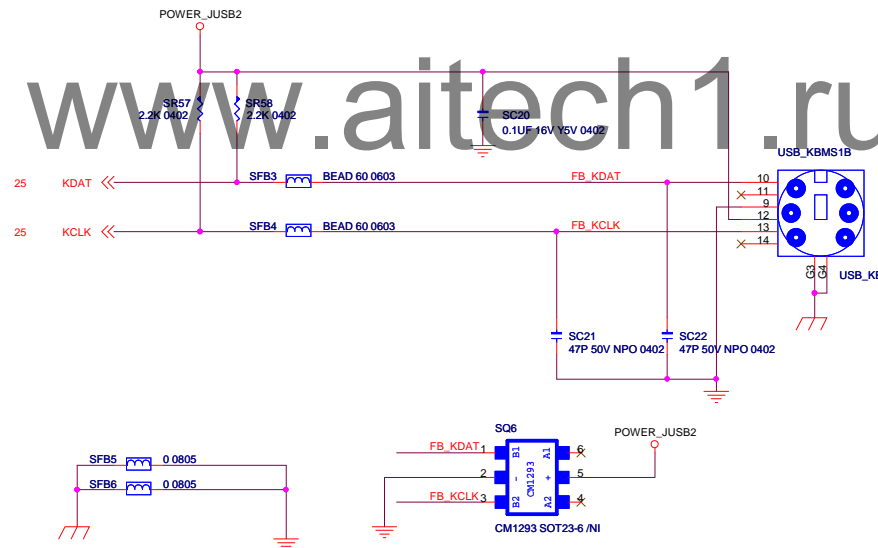 POWER_JUSB2
www.aitech1.ru
SR57
2.2K 0402
SR58
2.2K 0402
SC20
0.1UF 16V Y5V 0402
USB_KBMS1B
25 KDAT
SFB3
BEAD 60 0603
FB_KDAT
10
11
9
12
13
14
25 KCLK
SFB4
BEAD 60 0603
FB_KCLK
G3
G4
USB_KB
SC21
47P 50V NPO 0402
SC22
47P 50V NPO 0402
SFB5
0 0805
SFB6
0 0805
SQ6
POWER_JUSB2
FB_KDAT
1
B1
A1
6
2
-
CM1293
+
5
FB_KCLK
3
B2
A2
4
CM1293 SOT23-6 /NI